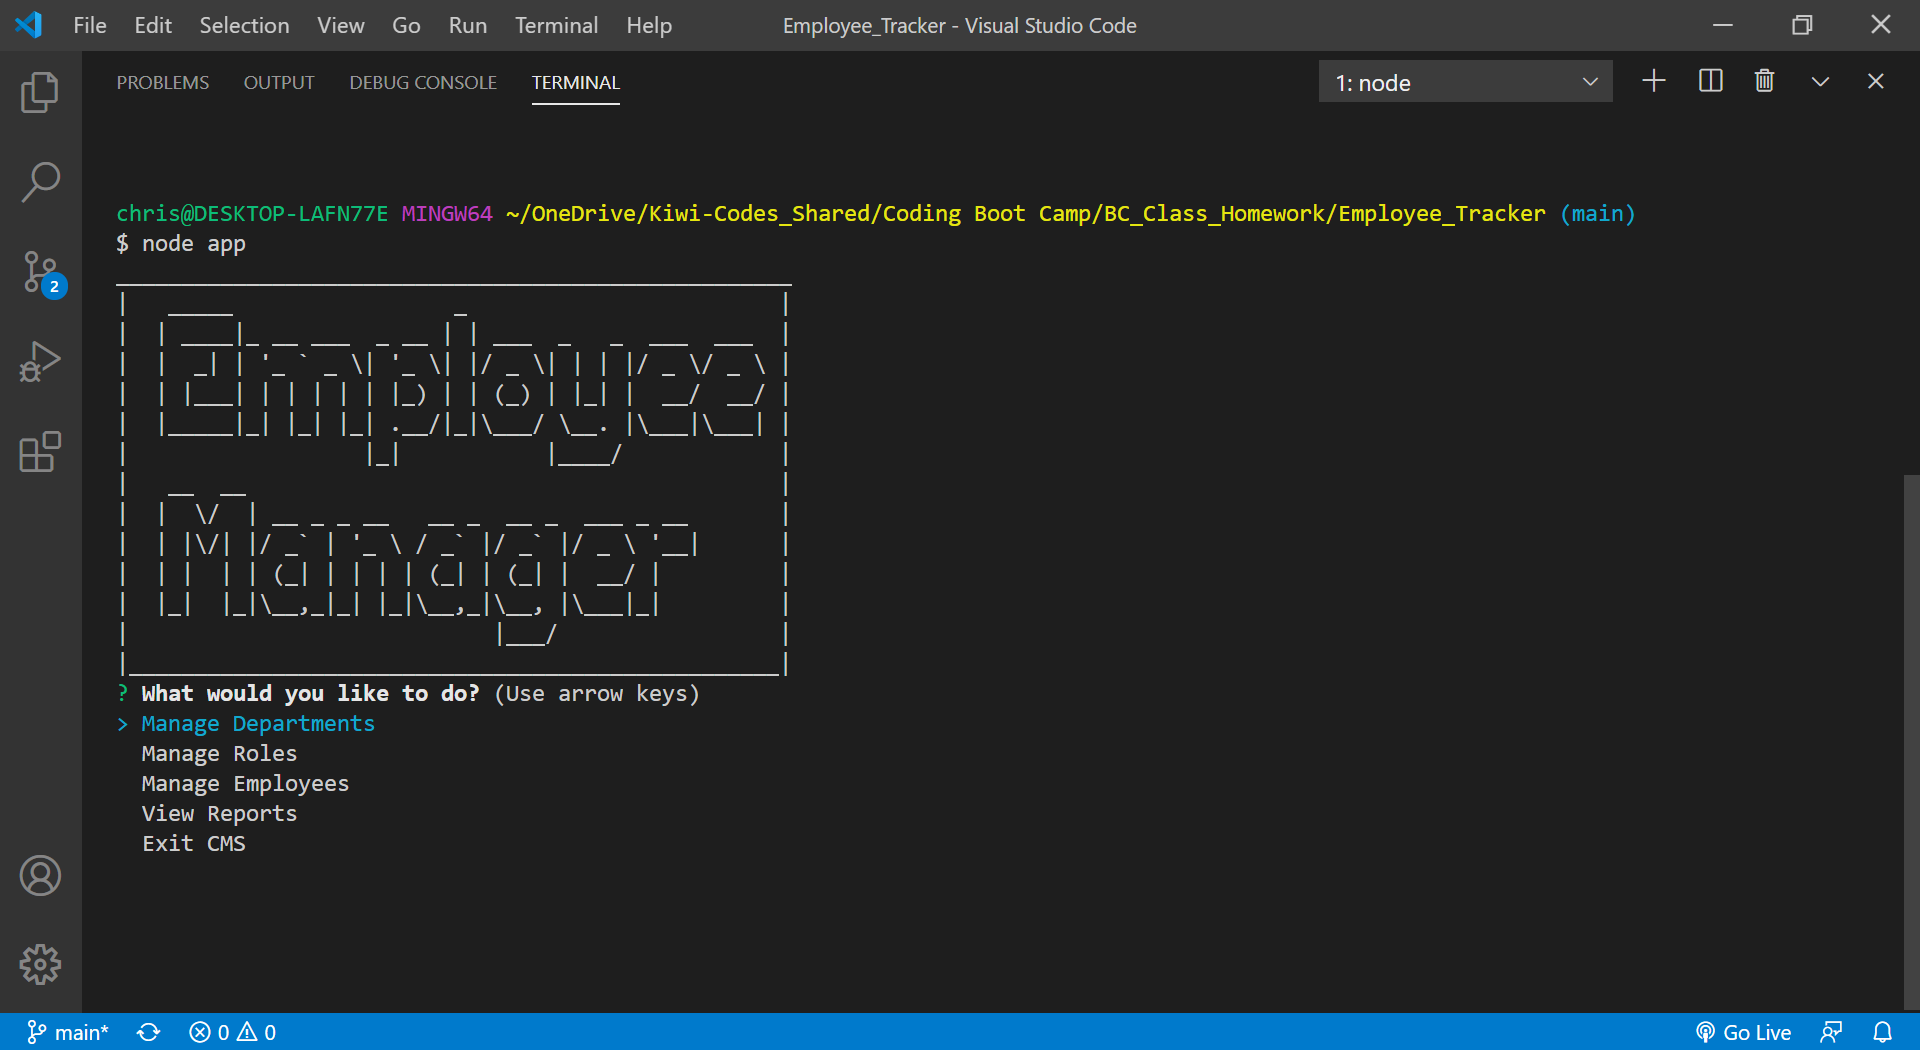 File Edit Selection View Go Run Terminal Help Employee_Tracker - Visual Studio Code
PROBLEMS OUTPUT DEBUG CONSOLE TERMINAL 1: node
chris@DESKTOP-LAFN77E MINGW64 ~/OneDrive/Kiwi-Codes_Shared/Coding Boot Camp/BC_Class_Homework/Employee_Tracker (main)
$ node app
2
Employee
Manager
? What would you like to do? (Use arrow keys)
> Manage Departments
Manage Roles
Manage Employees
View Reports
Exit CMS
main* 0 0 Go Live